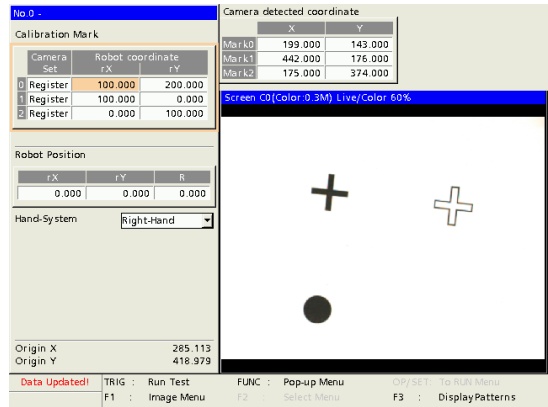 No.0 -
Calibration Mark
Camera Set Robot coordinate
rX rY
0 Register 100.000 200.000
1 Register 100.000 0.000
2 Register 0.000 100.000
Robot Position
rX rY R
0.000 0.000 0.000
Hand-System Right-Hand
Origin X 285.113
Origin Y 418.979
Camera detected coordinate
X Y
Mark0 199.000 143.000
Mark1 442.000 176.000
Mark2 175.000 374.000
Screen C0(Color:0.3M) Live/Color 60%
Data Updated! TRIG : Run Test FUNC : Pop-up Menu OP/SET: To RUN Menu
F1 : Image Menu F2 : Select Menu F3 : Display Patterns